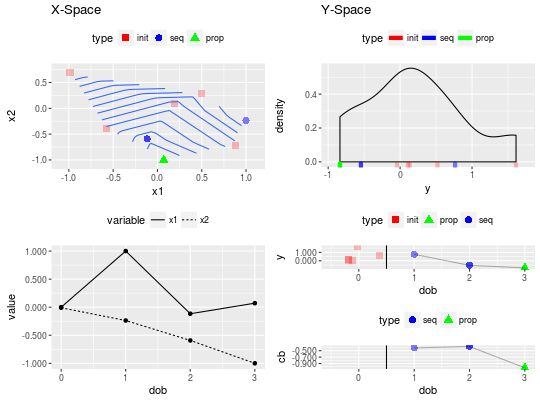 X-Space
type init seq prop
0.5
0.0
-0.5
-1.0
x2
-1.0 -0.5 0.0 0.5 1.0
x1
Y-Space
type init seq prop
0.4
0.2
0.0
density
-1 0 1
y
variable x1 x2
1.000
0.500
0.000
-0.500
-1.000
value
0 1 2 3
dob
type init prop seq
1.000
0.000
y
0 1 2 3
dob
type seq prop
-0.500
-0.700
-0.900
cb
0 1 2 3
dob